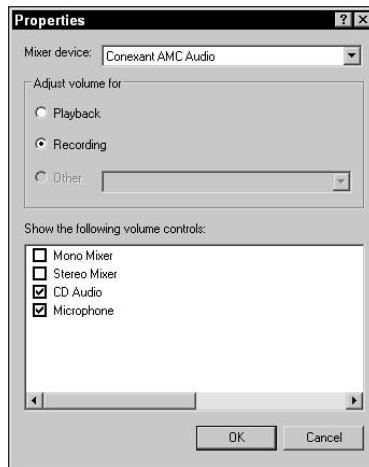 Properties
Mixer device: Conexant AMC Audio
Adjust volume for
Playback
Recording
Other
Show the following volume controls:
Mono Mixer
Stereo Mixer
CD Audio
Microphone
OK Cancel